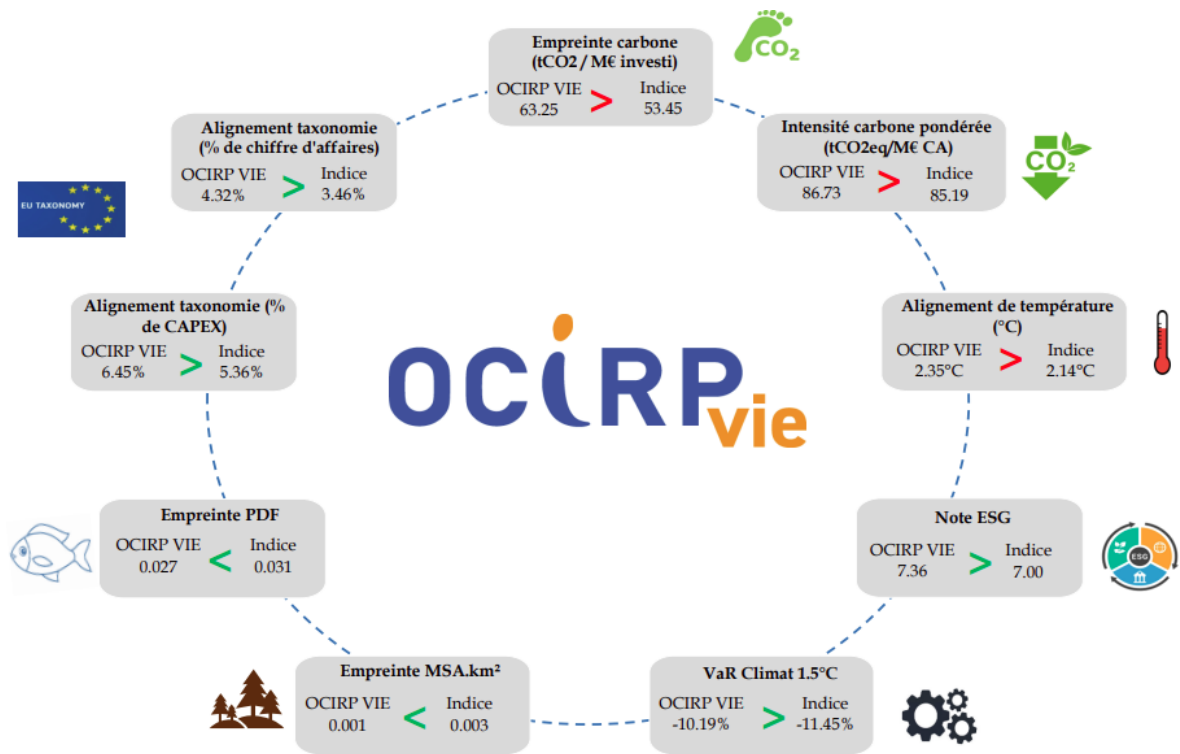 Empreinte carbone
(tCO2 / M€ investi)
OCIRP VIE > Indice
63.25 53.45
CO₂
Intensité carbone pondérée
(tCO2eq/M€ CA)
OCIRP VIE > Indice
86.73 85.19
CO₂
Alignement de température
(°C)
OCIRP VIE > Indice
2.35°C 2.14°C
Note ESG
OCIRP VIE > Indice
7.36 7.00
ESG
VaR Climat 1.5°C
OCIRP VIE > Indice
-10.19% -11.45%
Empreinte MSA.km²
OCIRP VIE < Indice
0.001 0.003
Empreinte PDF
OCIRP VIE < Indice
0.027 0.031
Alignement taxonomie (%
de CAPEX)
OCIRP VIE > Indice
6.45% 5.36%
Alignement taxonomie
(% de chiffre d'affaires)
OCIRP VIE > Indice
4.32% 3.46%
EU TAXONOMY
OCiRP
vie